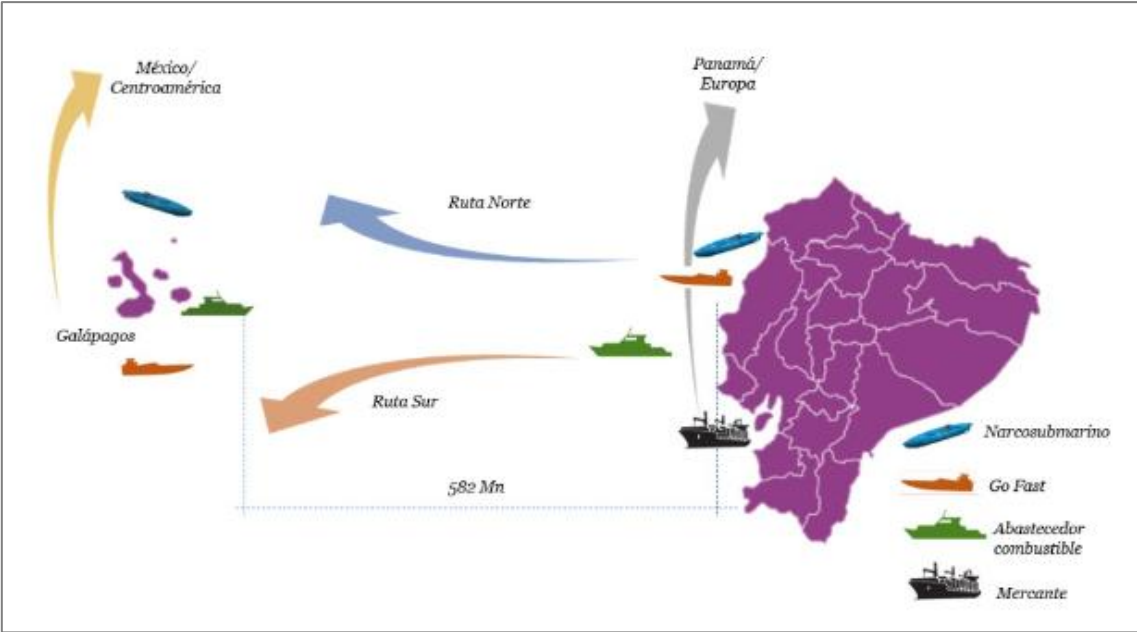 México/
Centroamérica
Panamá/
Europa
Ruta Norte
Galápagos
Ruta Sur
582 Mn
Narcosubmarino
Go Fast
Abastecedor
combustible
Mercante